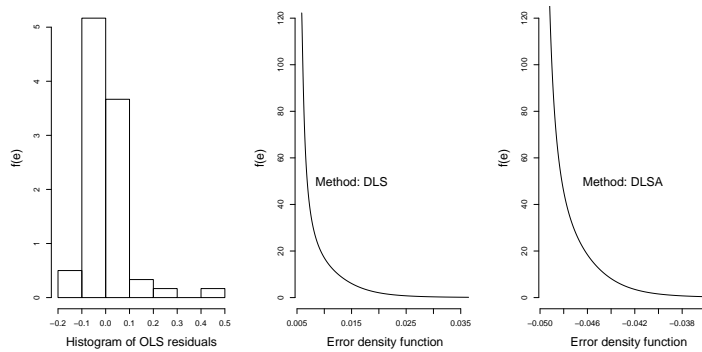 f(e)
5
4
3
2
1
0
−0.2 −0.1 0.0 0.1 0.2 0.3 0.4 0.5
Histogram of OLS residuals
f(e)
120
100
80
60
40
20
0
Method: DLS
0.005 0.015 0.025 0.035
Error density function
f(e)
120
100
80
60
40
20
0
Method: DLSA
−0.050 −0.046 −0.042 −0.038
Error density function